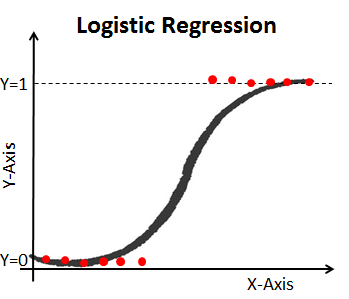 Logistic Regression
Y=1
Y-Axis
Y=0
X-Axis